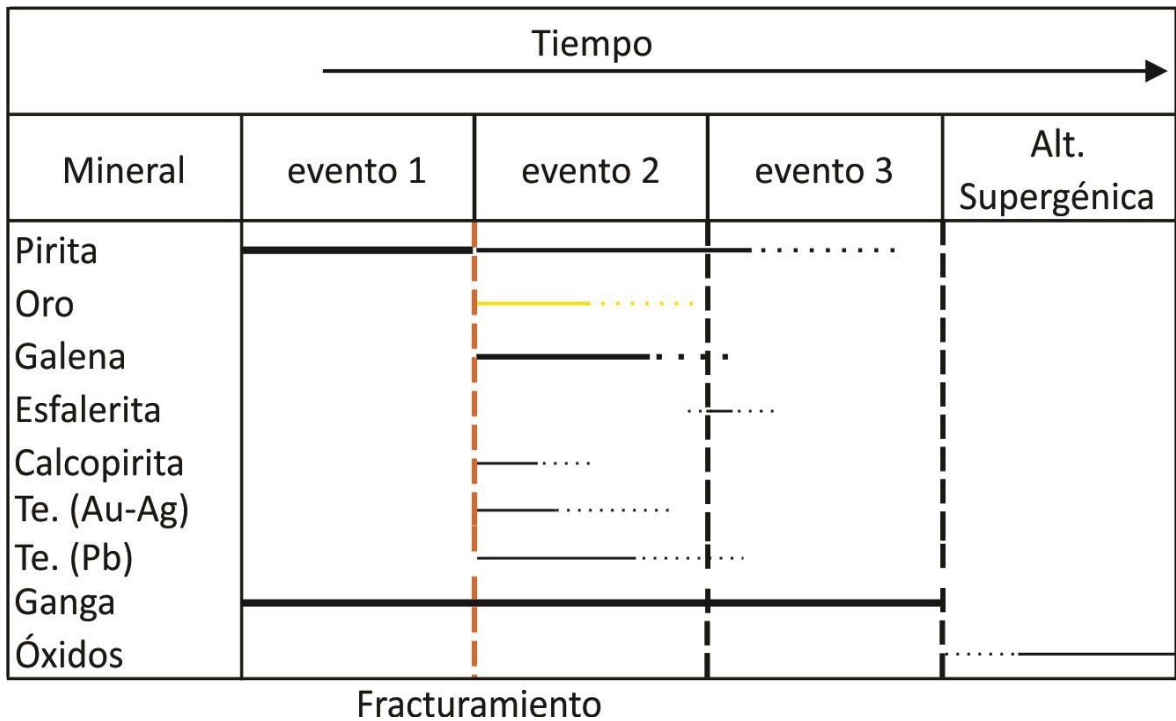 Tiempo
Mineral
evento 1
evento 2
evento 3
Alt.
Supergénica
Pirita
Oro
Galena
Esfalerita
Calcopirita
Te. (Au-Ag)
Te. (Pb)
Ganga
Óxidos
Fracturamiento